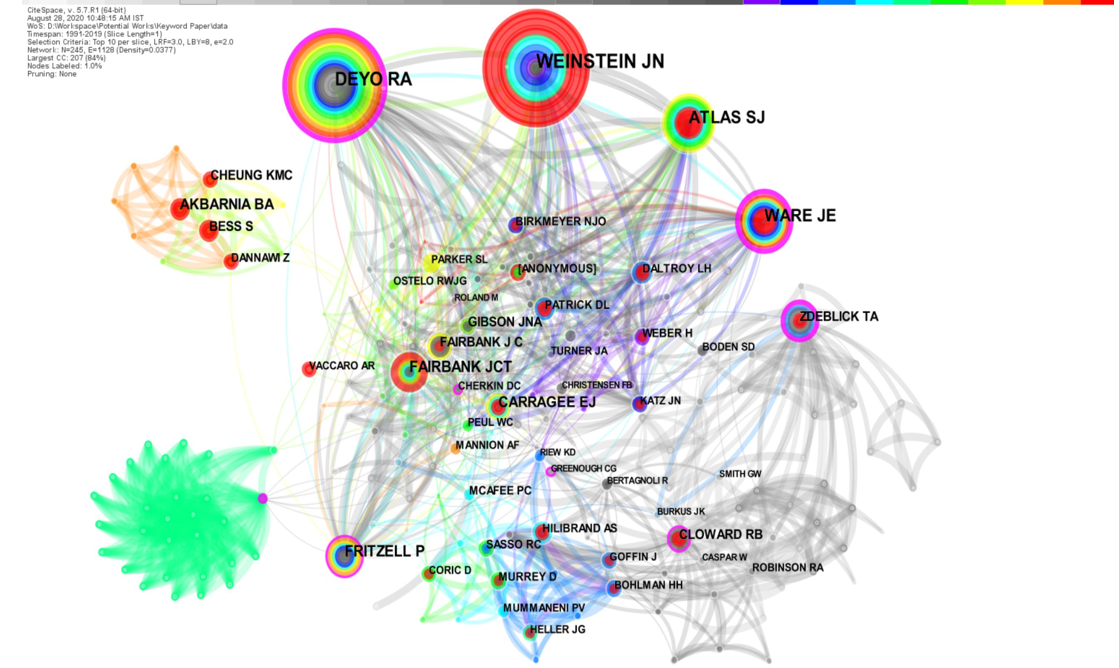 CiteSpace, v. 5.7.R1 (64-bit)
August 28, 2020 10:48:15 AM IST
WoS: D:\Workspace\Potential Works\Keyword Paper\data
Timespan: 1991-2019 (Slice Length=1)
Selection Criteria: Top 10 per slice, LRF=3.0, LBY=8, e=2.0
Network: N=245, E=1128 (Density=0.0377)
Largest CC: 207 (84%)
Nodes Labeled: 1.0%
Pruning: None
WEINSTEIN JN
DEYO RA
ATLAS SJ
CHEUNG KMC
AKBARNIA BA
WARE JE
BIRKMEYER NJO
BESS S
DANNAWI Z
PARKER SL
[ANONYMOUS]
DALTROY LH
OSTELO RWJG
ROLAND M
PATRICK DL
ZDEBLICK TA
GIBSON JNA
WEBER H
FAIRBANK J C
TURNER JA
BODEN SD
VACCARO AR
FAIRBANK JCT
CHERKIN DC
CHRISTENSEN FB
CARRAGEE EJ
KATZ JN
PEUL WC
MANNION AF
RIEW KD
GREENOUGH CG
SMITH GW
BERTAGNOLI R
MCAFEE PC
BURKUS JK
HILIBRAND AS
CLOWARD RB
SASSO RC
FRITZELL P
GOFFIN J
CASPAR W
ROBINSON RA
CORIC D
MURREY D
BOHLMAN HH
MUMMANENI PV
HELLER JG